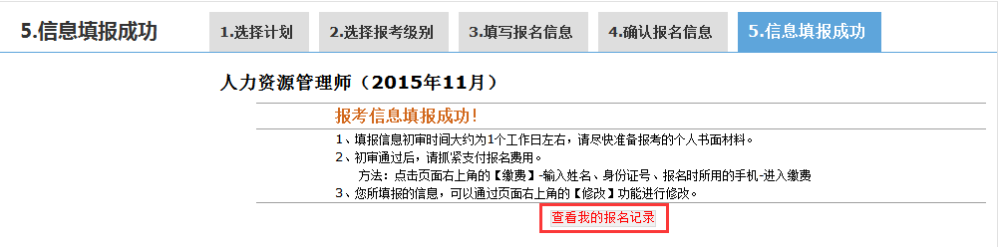 5.信息填报成功
1.选择计划
2.选择报考级别
3.填写报名信息
4.确认报名信息
5.信息填报成功
人力资源管理师（2015年11月）
报考信息填报成功!
1、填报信息初审时间大约为1个工作日左右，请尽快准备报考的个人书面材料。
2、初审通过后，请抓紧支付报名费用。
方法：点击页面右上角的【缴费】-输入姓名、身份证号、报名时所用的手机-进入缴费
3、您所填报的信息，可以通过页面右上角的【修改】功能进行修改。
查看我的报名记录